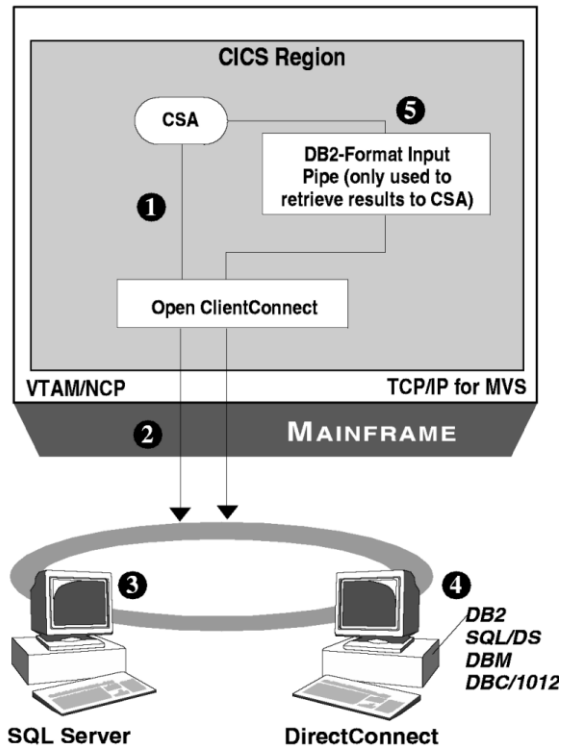 CICS Region
CSA
5
DB2-Format Input
Pipe (only used to
retrieve results to CSA)
1
Open ClientConnect
VTAM/NCP
TCP/IP for MVS
2
MAINFRAME
3
4
DB2
SQL/DS
DBM
DBC/1012
SQL Server
DirectConnect